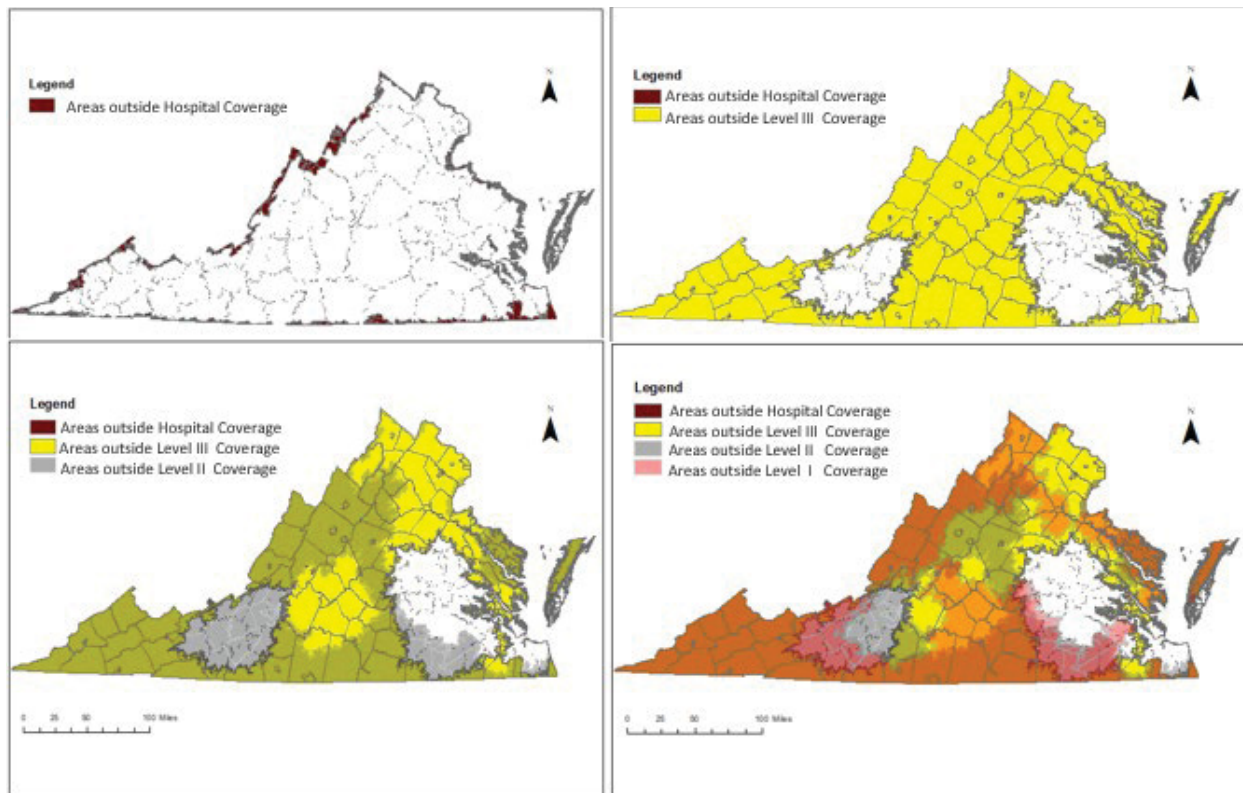 Legend
Areas outside Hospital Coverage
N
Legend
Areas outside Hospital Coverage
Areas outside Level III Coverage
N
Legend
Areas outside Hospital Coverage
Areas outside Level III Coverage
Areas outside Level II Coverage
N
0 25 50 100 Miles
Legend
Areas outside Hospital Coverage
Areas outside Level III Coverage
Areas outside Level II Coverage
Areas outside Level I Coverage
N
0 25 50 100 Miles